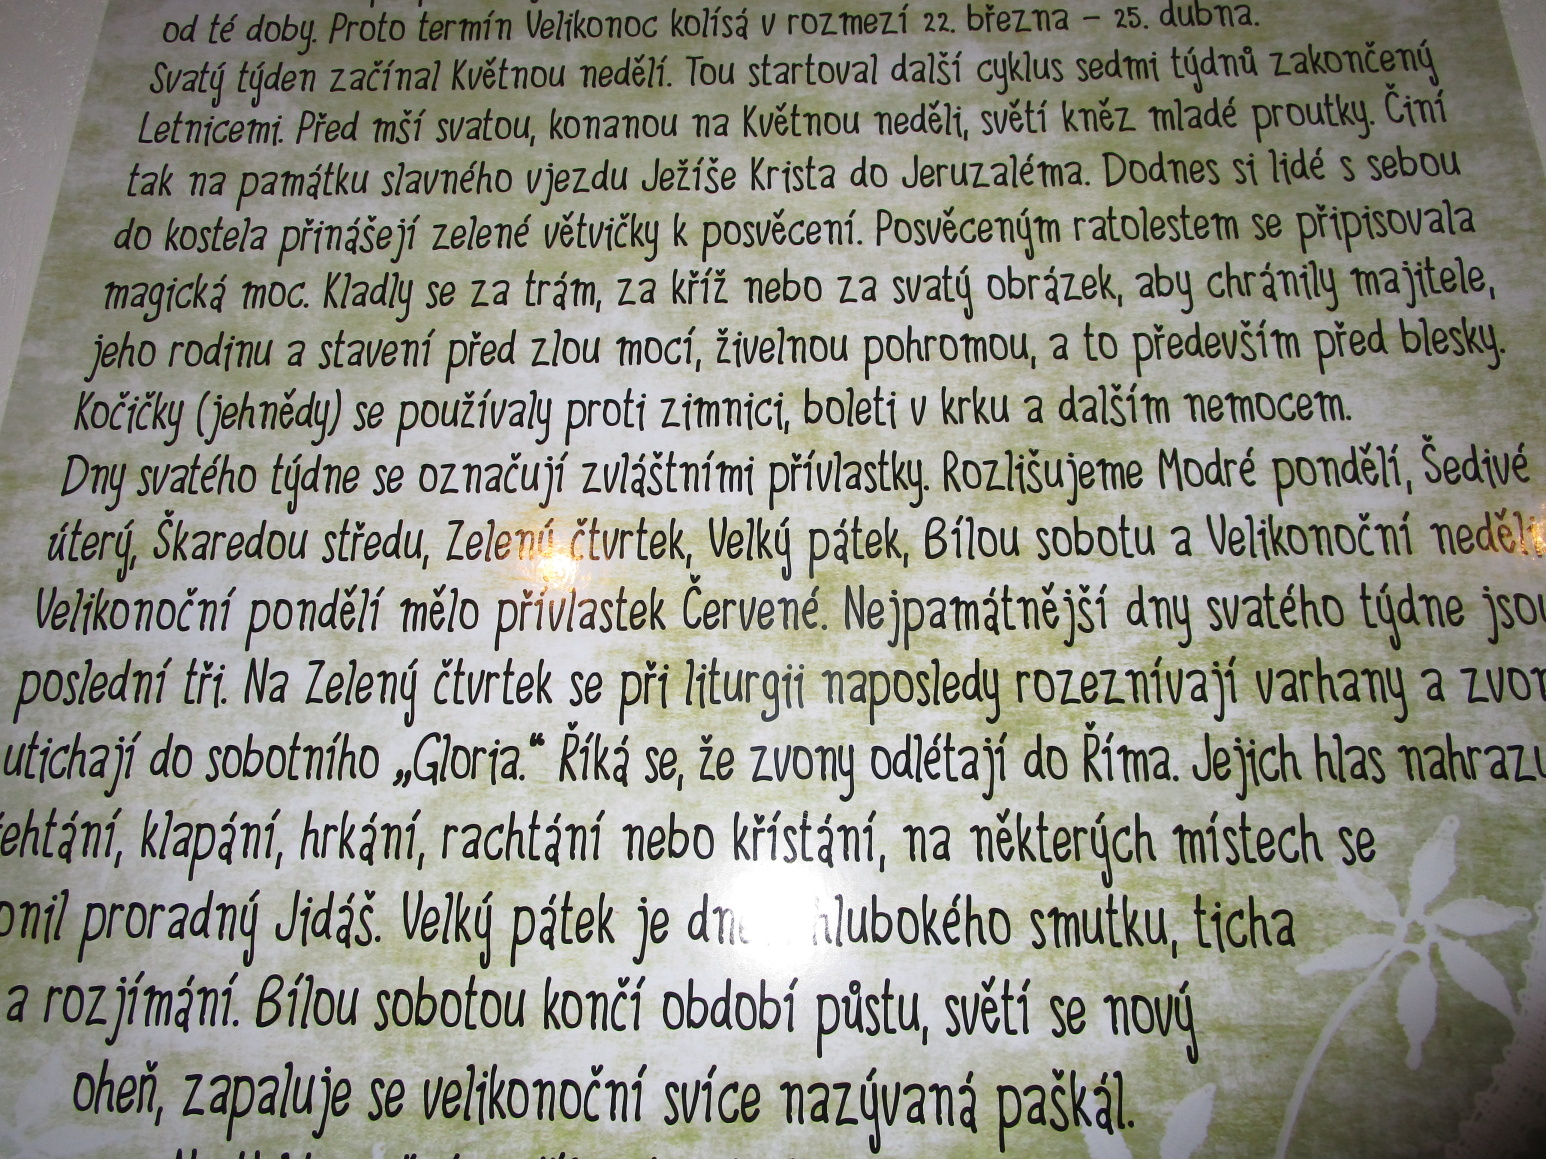 od té doby. Proto termín Velikonoc kolísá v rozmezí 22. března – 25. dubna.
Svatý týden začínal Květnou nedělí. Tou startoval další cyklus sedmi týdnů zakončený
Letnicemi. Před mší svatou, konanou na Květnou neděli, světí kněz mladé proutky. Činí
tak na památku slavného vjezdu Ježíše Krista do Jeruzaléma. Dodnes si lidé s sebou
do kostela přinášejí zelené větvičky k posvěcení. Posvěceným ratolestem se připisovala
magická moc. Kladly se za trám, za kříž nebo za svatý obrázek, aby chránily majitele,
jeho rodinu a stavení před zlou mocí, živelnou pohromou, a to především před blesky.
Kočičky (jehnědy) se používaly proti zimnici, boleti v krku a dalším nemocem.
Dny svatého týdne se označují zvláštními přívlastky. Rozlišujeme Modré pondělí, Šedivé
úterý, Škaredou středu, Zelený čtvrtek, Velký pátek, Bílou sobotu a Velikonoční neděli
Velikonoční pondělí mělo přívlastek Červené. Nejpamátnější dny svatého týdne jsou
poslední tři. Na Zelený čtvrtek se při liturgii naposledy rozeznívají varhany a
utichají do sobotního „Gloria.“ Říká se, že zvony odlétají do Říma. Jejich hlas
klapání, hrkání, rachtání nebo křístání, na některých místech se
proradný Jidáš. Velký pátek je hlubokého smutku, ticha
a rozjímání. Bílou sobotou končí období půstu, světí se nový
oheň, zapaluje se velikonoční svíce nazývaná paškál.